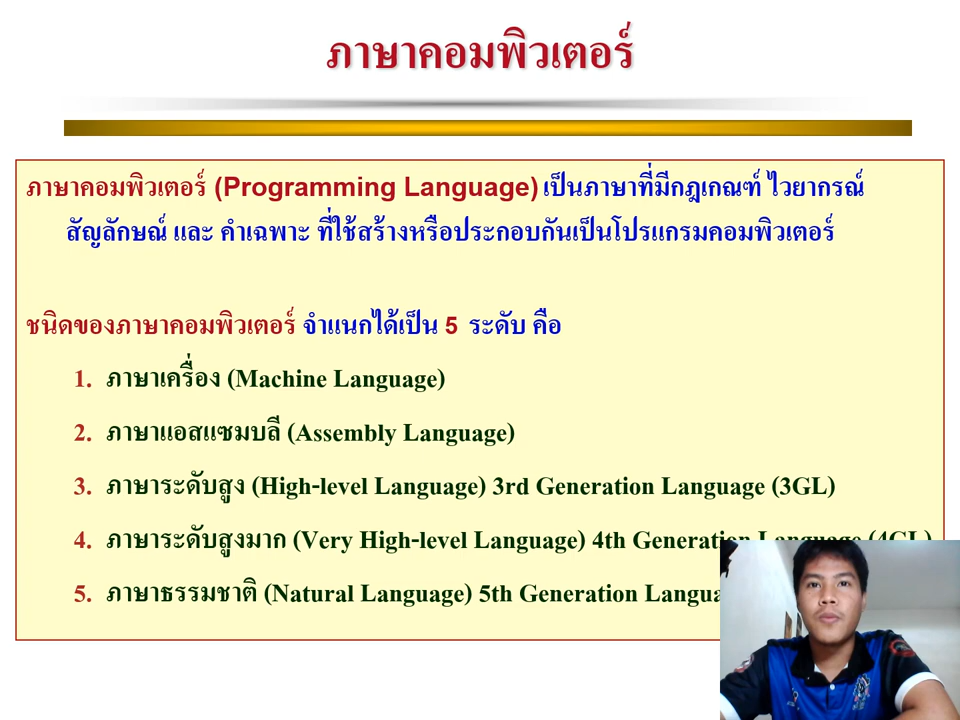 ภาษาคอมพิวเตอร์
ภาษาคอมพิวเตอร์ (Programming Language) เป็นภาษาที่มีกฎเกณฑ์ ไวยากรณ์
สัญลักษณ์ และ คำเฉพาะ ที่ใช้สร้างหรือประกอบกันเป็นโปรแกรมคอมพิวเตอร์
ชนิดของภาษาคอมพิวเตอร์ จำแนกได้เป็น 5 ระดับ คือ
1. ภาษาเครื่อง (Machine Language)
2. ภาษาแอสแซมบลี (Assembly Language)
3. ภาษาระดับสูง (High-level Language) 3rd Generation Language (3GL)
4. ภาษาระดับสูงมาก (Very High-level Language) 4th Generation Language (4GL)
5. ภาษาธรรมชาติ (Natural Language) 5th Generation